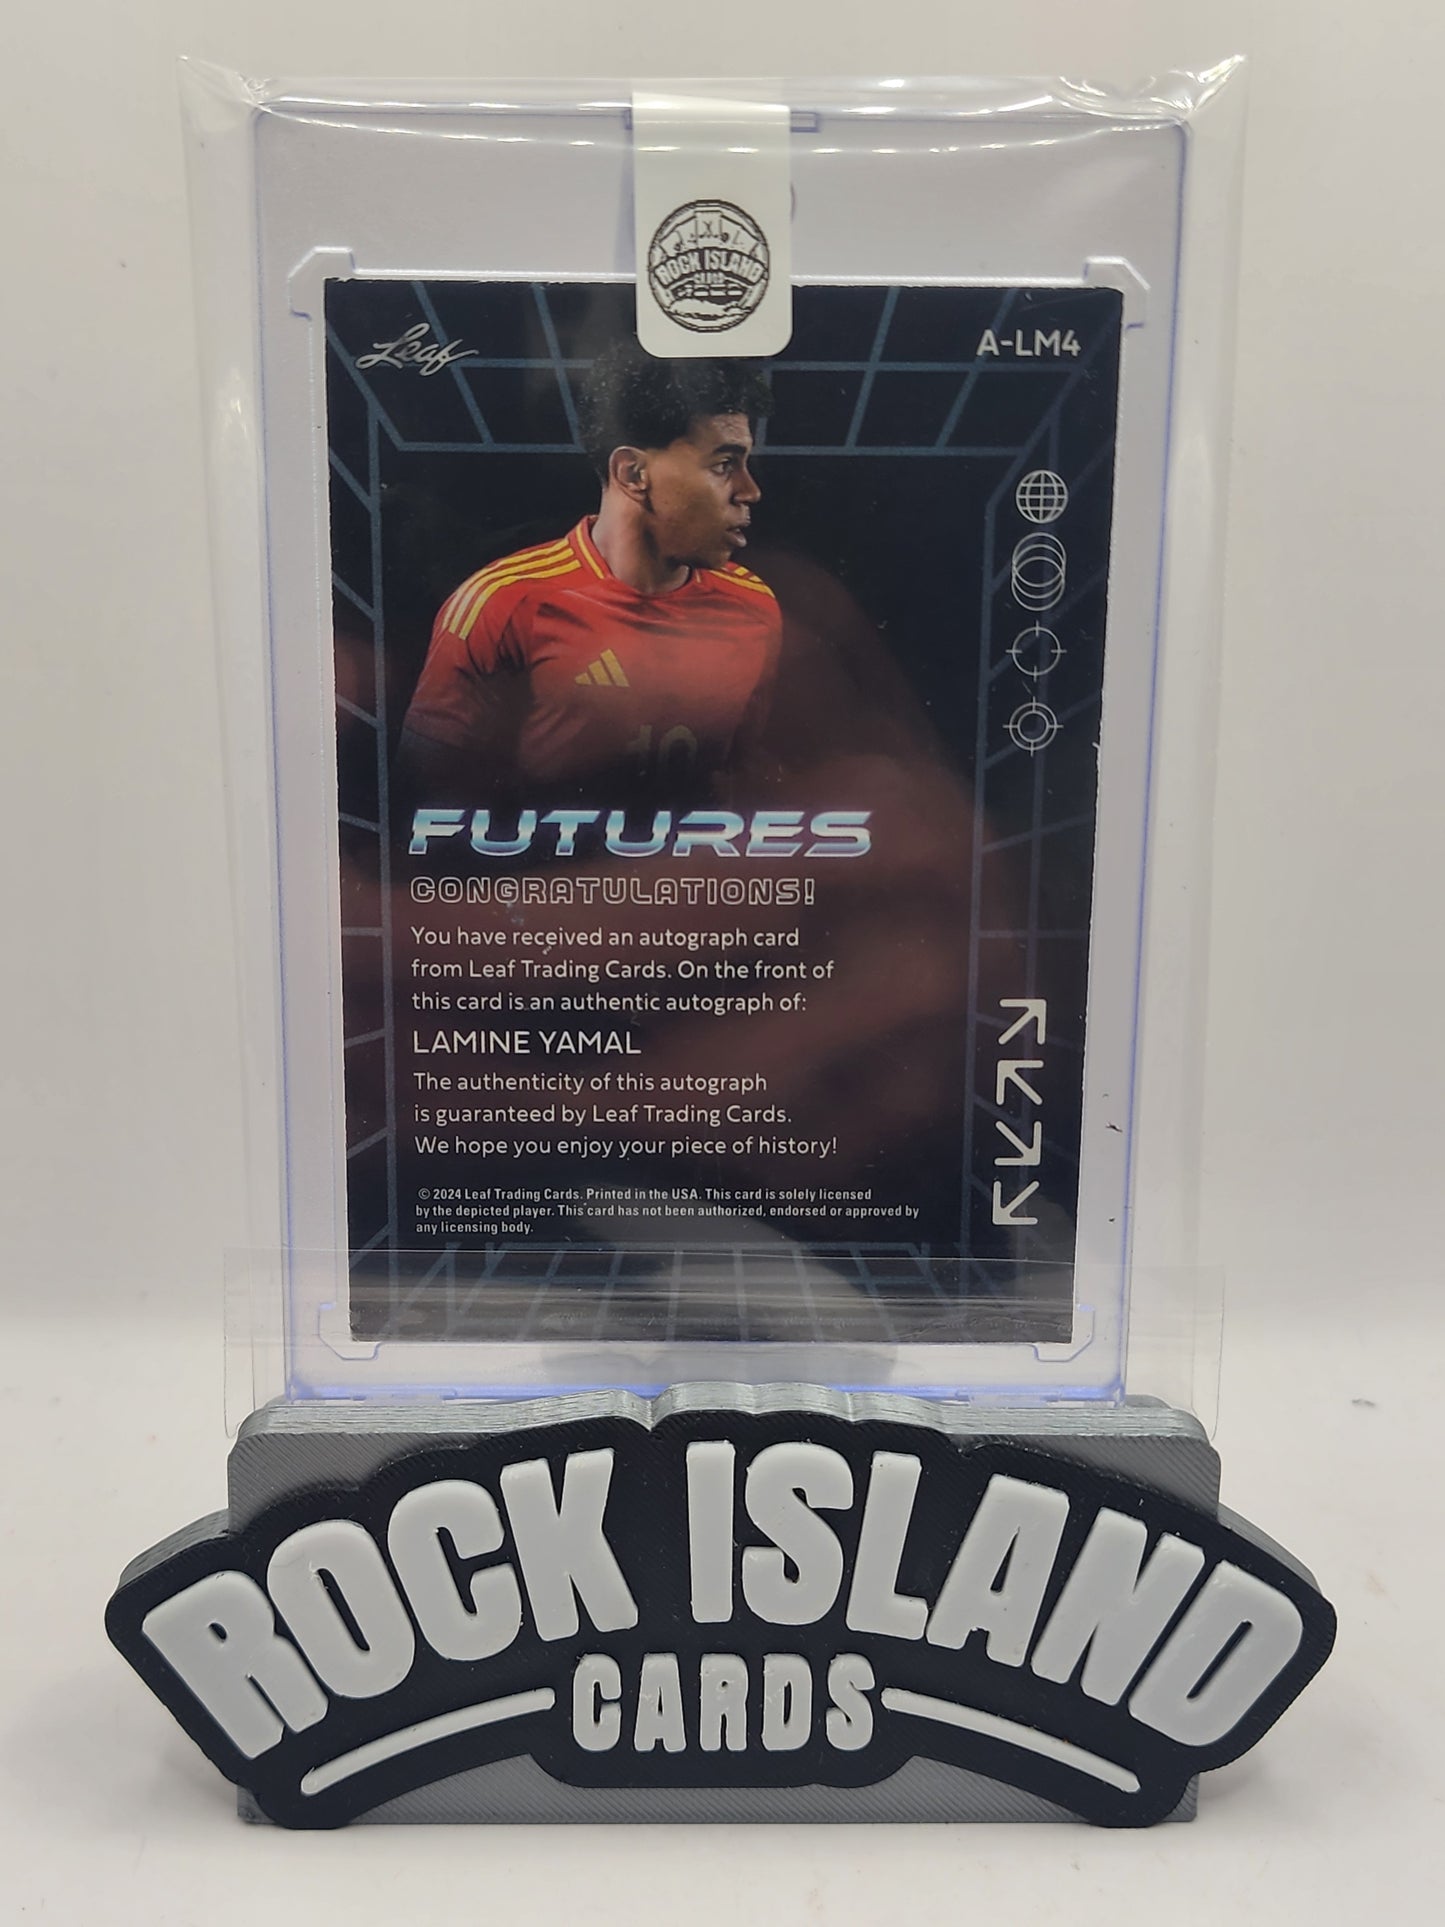 ROCK ISLAND
CARDS
Leaf
A-LM4
10
FUTURES
CONGRATULATIONS!
You have received an autograph card
from Leaf Trading Cards. On the front of
this card is an authentic autograph of:
LAMINE YAMAL
The authenticity of this autograph
is guaranteed by Leaf Trading Cards.
We hope you enjoy your piece of history!
© 2024 Leaf Trading Cards. Printed in the USA. This card is solely licensed
by the depicted player. This card has not been authorized, endorsed or approved by
any licensing body.
ROCK ISLAND
CARDS